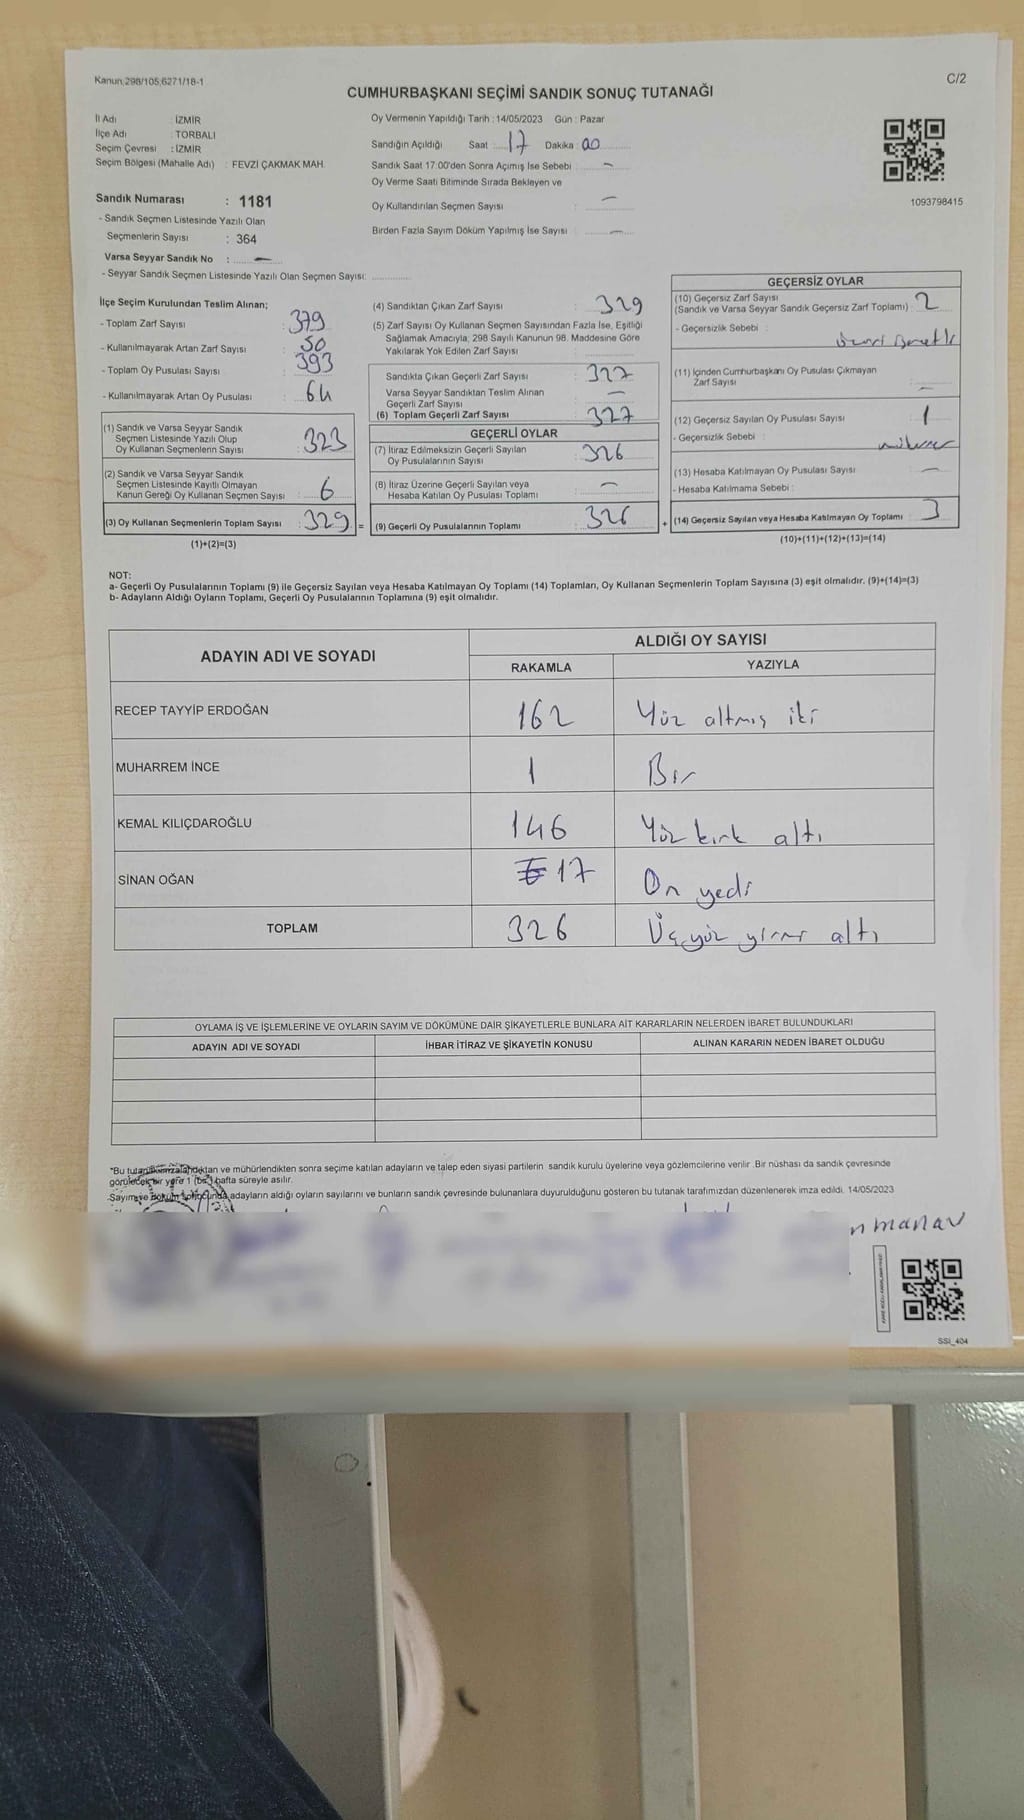 Kanun,298/105,6271/18-1
C/2
CUMHURBAŞKANI SEÇİMİ SANDIK SONUÇ TUTANAĞI
İl Adı : İZMİR
İlçe Adı : TORBALI
Seçim Çevresi : İZMİR
Seçim Bölgesi (Mahalle Adı) : FEVZİ ÇAKMAK MAH.
Sandık Numarası : 1181
- Sandık Seçmen Listesinde Yazılı Olan
Seçmenlerin Sayısı : 364
Varsa Seyyar Sandık No : —
- Seyyar Sandık Seçmen Listesinde Yazılı Olan Seçmen Sayısı:
Oy Vermenin Yapıldığı Tarih : 14/05/2023 Gün : Pazar
Sandığın Açıldığı Saat : 17 Dakika : 00
Sandık Saat 17:00'den Sonra Açımış İse Sebebi : —
Oy Verme Saati Bitiminde Sırada Bekleyen ve
Oy Kullandırılan Seçmen Sayısı : —
Birden Fazla Sayım Döküm Yapılmış İse Sayısı : —
1093798415
İlçe Seçim Kurulundan Teslim Alınan;
- Toplam Zarf Sayısı : 379
- Kullanılmayarak Artan Zarf Sayısı : 50
- Toplam Oy Pusulası Sayısı : 393
- Kullanılmayarak Artan Oy Pusulası : 64
(1) Sandık ve Varsa Seyyar Sandık
Seçmen Listesinde Yazılı Olup
Oy Kullanan Seçmenlerin Sayısı : 323
(2) Sandık ve Varsa Seyyar Sandık
Seçmen Listesinde Kayıtlı Olmayan
Kanun Gereği Oy Kullanan Seçmen Sayısı : 6
(3) Oy Kullanan Seçmenlerin Toplam Sayısı : 329 =
(1)+(2)=(3)
(4) Sandıktan Çıkan Zarf Sayısı : 329
(5) Zarf Sayısı Oy Kullanan Seçmen Sayısından Fazla İse, Eşitliği
Sağlamak Amacıyla, 298 Sayılı Kanunun 98. Maddesine Göre
Yakılarak Yok Edilen Zarf Sayısı :
Sandıkta Çıkan Geçerli Zarf Sayısı : 327
Varsa Seyyar Sandıktan Teslim Alınan
Geçerli Zarf Sayısı : —
(6) Toplam Geçerli Zarf Sayısı : 327
GEÇERLİ OYLAR
(7) İtiraz Edilmeksizin Geçerli Sayılan
Oy Pusulalarının Sayısı : 326
(8) İtiraz Üzerine Geçerli Sayılan veya
Hesaba Katılan Oy Pusulası Toplamı : —
(9) Geçerli Oy Pusulalarının Toplamı : 326 +
GEÇERSİZ OYLAR
(10) Geçersiz Zarf Sayısı
(Sandık ve Varsa Seyyar Sandık Geçersiz Zarf Toplamı) : 2
- Geçersizlik Sebebi :
(11) İçinden Cumhurbaşkanı Oy Pusulası Çıkmayan
Zarf Sayısı : —
(12) Geçersiz Sayılan Oy Pusulası Sayısı : 1
- Geçersizlik Sebebi :
(13) Hesaba Katılmayan Oy Pusulası Sayısı : —
- Hesaba Katılmama Sebebi :
(14) Geçersiz Sayılan veya Hesaba Katılmayan Oy Toplamı : 3
(10)+(11)+(12)+(13)=(14)
NOT:
a- Geçerli Oy Pusulalarının Toplamı (9) ile Geçersiz Sayılan veya Hesaba Katılmayan Oy Toplamı (14) Toplamları, Oy Kullanan Seçmenlerin Toplam Sayısına (3) eşit olmalıdır. (9)+(14)=(3)
b- Adayların Aldığı Oyların Toplamı, Geçerli Oy Pusulalarının Toplamına (9) eşit olmalıdır.
ADAYIN ADI VE SOYADI ALDIĞI OY SAYISI
RAKAMLA YAZIYLA
RECEP TAYYİP ERDOĞAN 162 Yüz altmış iki
MUHARREM İNCE 1 Bir
KEMAL KILIÇDAROĞLU 146 Yüz kırk altı
SİNAN OĞAN 17 On yedi
TOPLAM 326 Üçyüz yirmi altı
OYLAMA İŞ VE İŞLEMLERİNE VE OYLARIN SAYIM VE DÖKÜMÜNE DAİR ŞİKAYETLERLE BUNLARA AİT KARARLARIN NELERDEN İBARET BULUNDUKLARI
ADAYIN ADI VE SOYADI İHBAR İTİRAZ VE ŞİKAYETİN KONUSU ALINAN KARARIN NEDEN İBARET OLDUĞU
"Bu tutanak imzalandıktan ve mühürlendikten sonra seçime katılan adayların ve talep eden siyasi partilerin sandık kurulu üyelerine veya gözlemcilerine verilir. Bir nüshası da sandık çevresinde
görülecek bir yere 1 (bir) hafta süreyle asılır.
Sayım ve döküm sonucunda adayların aldığı oyların sayılarını ve bunların sandık çevresinde bulunanlara duyurulduğunu gösteren bu tutanak tarafımızdan düzenlenerek imza edildi. 14/05/2023
manav
SSI_404